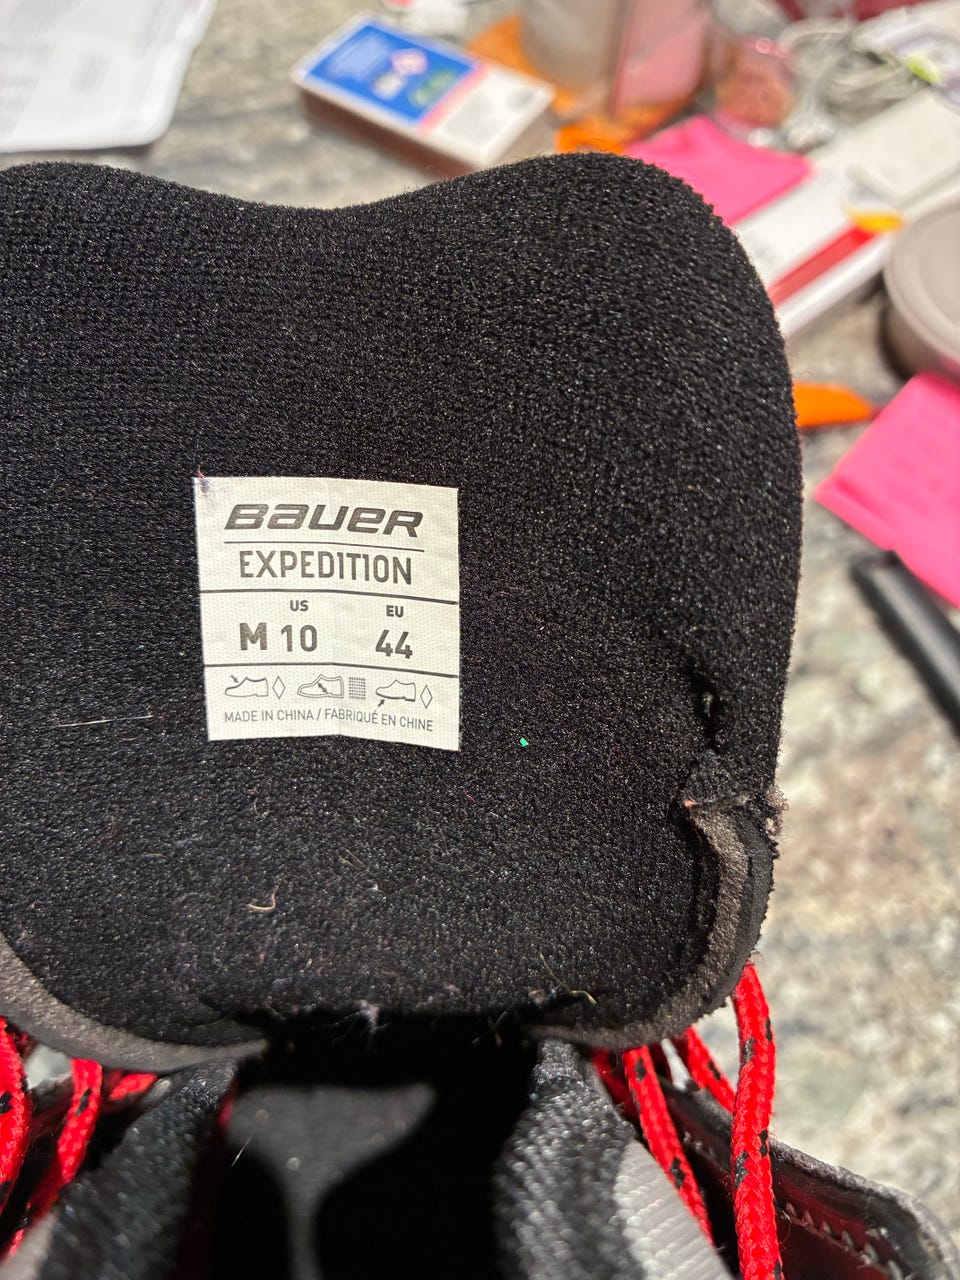 BAUER
EXPEDITION
US EU
M 10 44
MADE IN CHINA / FABRIQUÉ EN CHINE